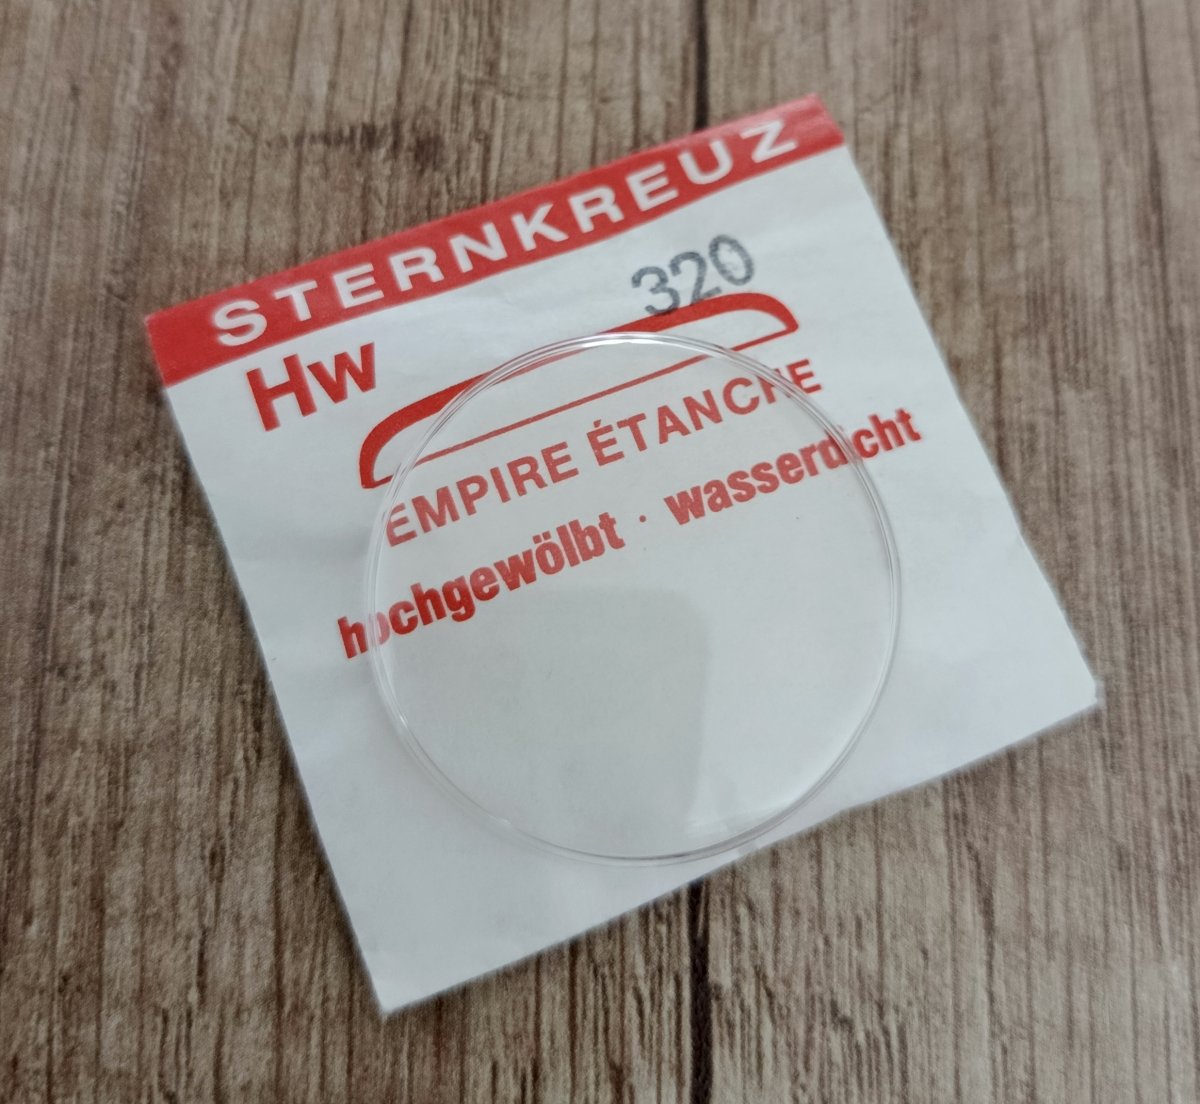 STERNKREUZ
Hw 320
EMPIRE ÉTANCHE
hochgewölbt · wasserdicht